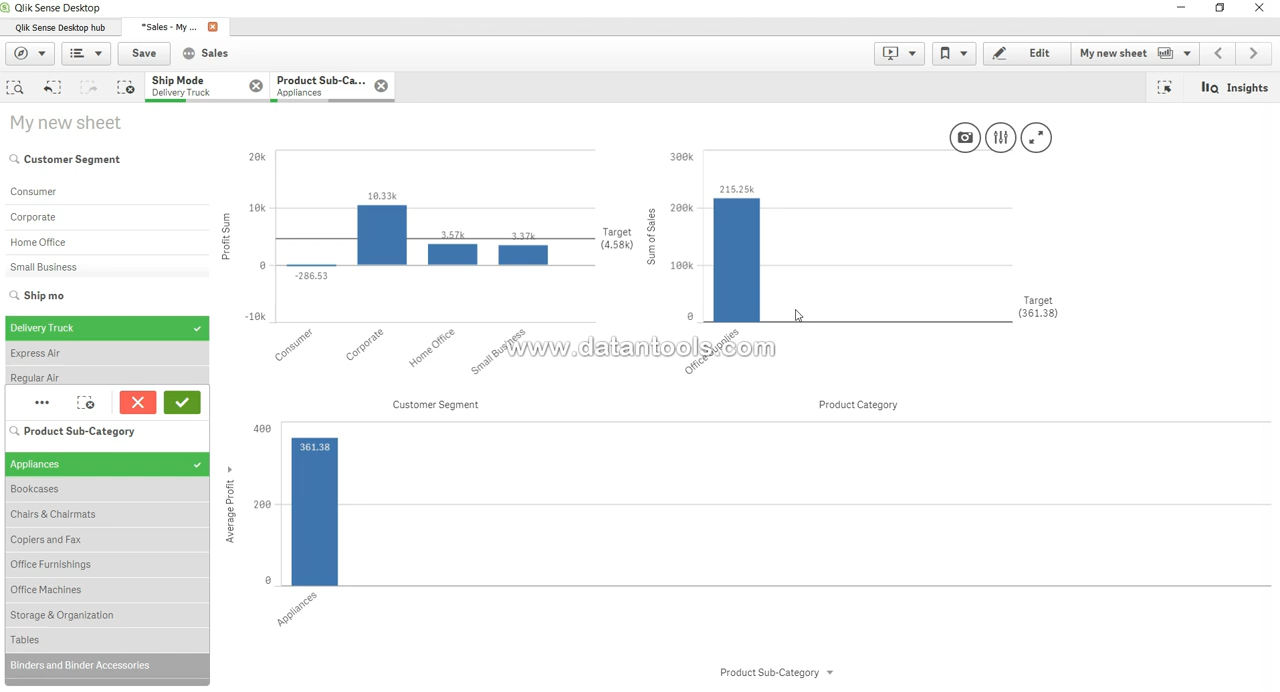 Qlik Sense Desktop
Qlik Sense Desktop hub
*Sales - My ...
Save
Sales
Edit
My new sheet
Ship Mode
Delivery Truck
Product Sub-Ca...
Appliances
Insights
My new sheet
Customer Segment
Consumer
Corporate
Home Office
Small Business
Ship mo
Delivery Truck
Express Air
Regular Air
Product Sub-Category
Appliances
Bookcases
Chairs & Chairmats
Copiers and Fax
Office Furnishings
Office Machines
Storage & Organization
Tables
Binders and Binder Accessories
Profit Sum
20k
10k
0
-10k
-286.53
10.33k
3.57k
3.37k
Target
(4.58k)
Consumer
Corporate
Home Office
Small Business
Customer Segment
Sum of Sales
300k
200k
100k
0
215.25k
Target
(361.38)
Office Supplies
Product Category
www.datantools.com
Average Profit
400
200
0
361.38
Appliances
Product Sub-Category